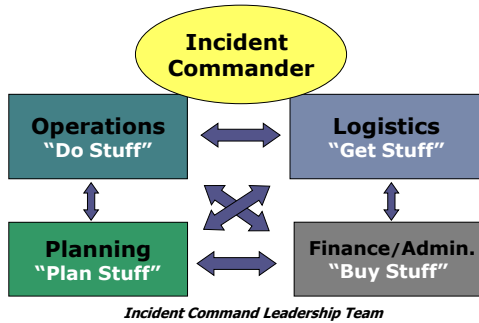 Incident
Commander
Operations
“Do Stuff”
Logistics
“Get Stuff”
Planning
“Plan Stuff”
Finance/Admin.
“Buy Stuff”
Incident Command Leadership Team